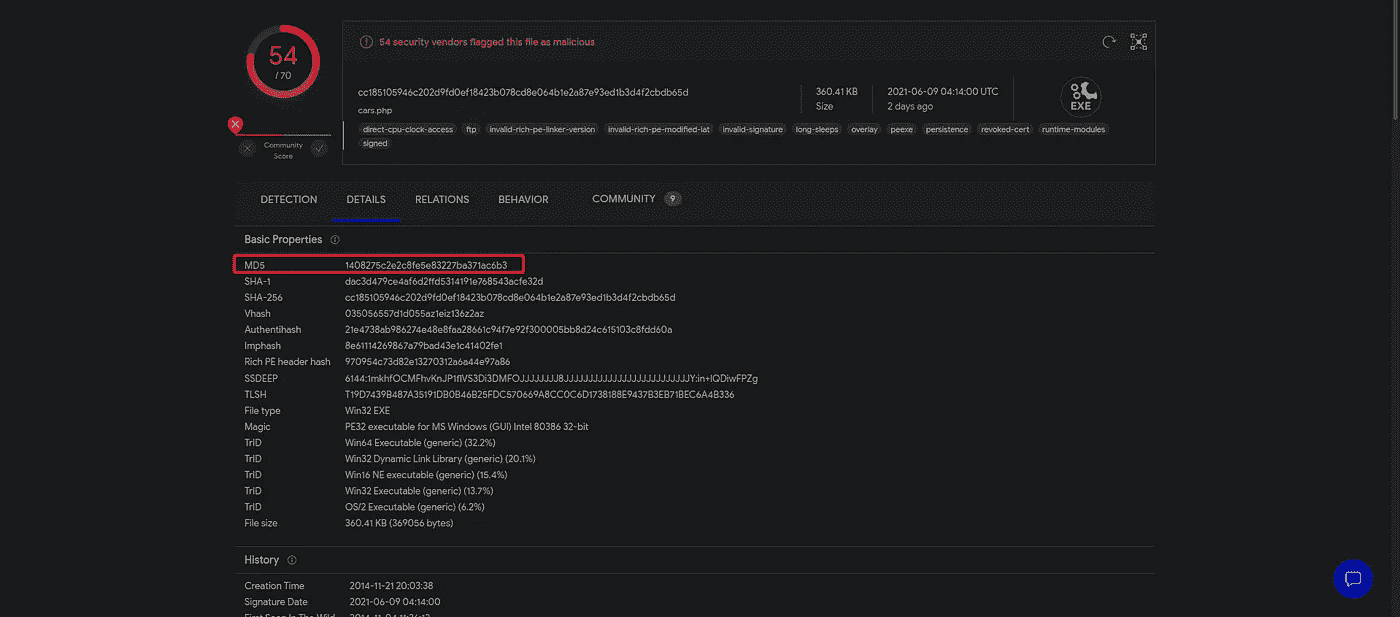 54
/ 70
54 security vendors flagged this file as malicious
cc185105946c202d9fd0ef18423b078cd8e064b1e2a87e93ed1b3d4f2cbdb65d
cars.php
360.41 KB
Size
2021-06-09 04:14:00 UTC
2 days ago
EXE
direct-cpu-clock-access ftp invalid-rich-pe-linker-version invalid-rich-pe-modified-lat invalid-signature long-sleeps overlay peexe persistence revoked-cert runtime-modules
signed
Community
Score
DETECTION DETAILS RELATIONS BEHAVIOR COMMUNITY 9
Basic Properties
MD5 1408275c2e2c8fe5e83227ba371ac6b3
SHA-1 dac3d479ce4af6d2ffd5314191e768543acfe32d
SHA-256 cc185105946c202d9fd0ef18423b078cd8e064b1e2a87e93ed1b3d4f2cbdb65d
Vhash 035056557d1d055az1eiz136z2az
Authentihash 21e4738ab986274e48e8faa28661c94f7e92f300005bb8d24c615103c8fdd60a
Imphash 8e61114269867a79bad43e1c41402fe1
Rich PE header hash 970954c73d82e13270312a6a44e97a86
SSDEEP
TLSH T19D7439B487A35191DB0B46B25FDC570669A8CC0C6D1738188E9437B3EB71BEC6A4B336
File type Win32 EXE
Magic PE32 executable for MS Windows (GUI) Intel 80386 32-bit
TrID Win64 Executable (generic) (32.2%)
TrID Win32 Dynamic Link Library (generic) (20.1%)
TrID Win16 NE executable (generic) (15.4%)
TrID Win32 Executable (generic) (13.7%)
TrID OS/2 Executable (generic) (6.2%)
File size 360.41 KB (369056 bytes)
History
Creation Time 2014-11-21 20:03:38
Signature Date 2021-06-09 04:14:00
First Seen In The Wild